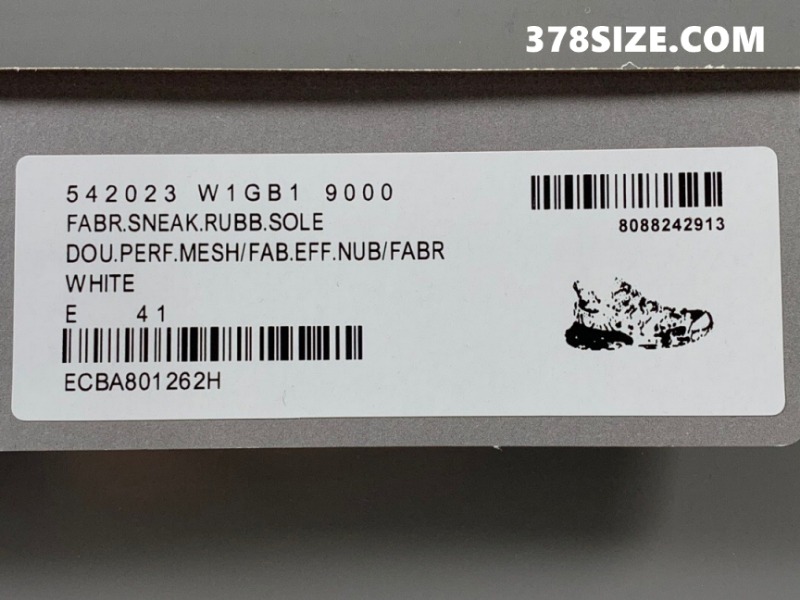 378SIZE.COM
542023 W1GB1 9000
FABR.SNEAK.RUBB.SOLE
DOU.PERF.MESH/FAB.EFF.NUB/FABR
WHITE
E 41
ECBA801262H
8088242913